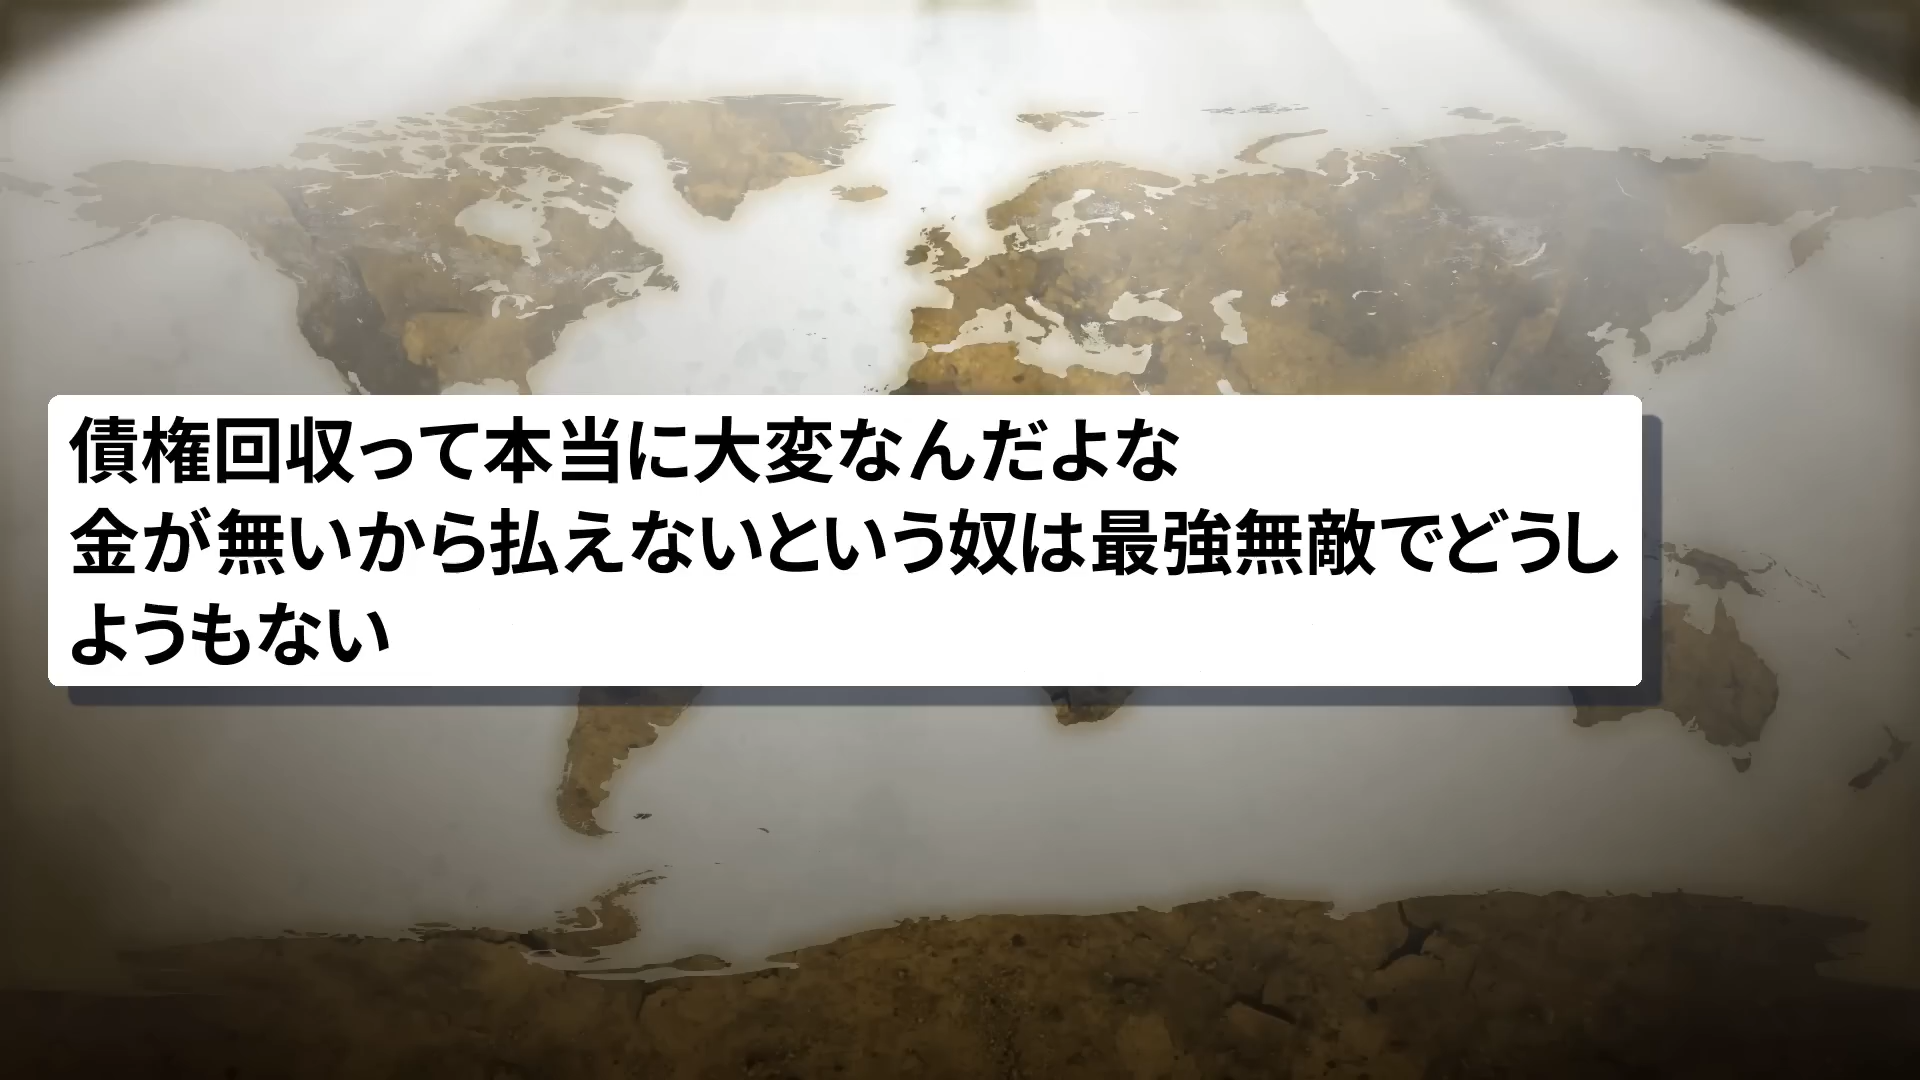 債権回収って本当に大変なんだよな
金が無いから払えないという奴は最強無敵でどうし
ようもない